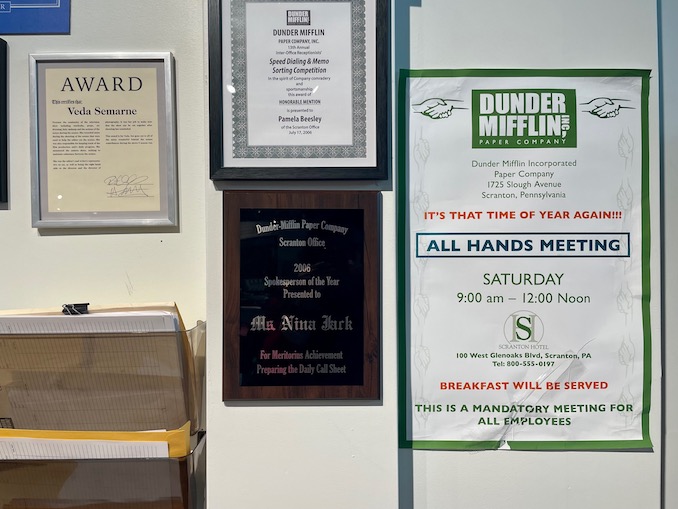 AWARD
This certifies that
Veda Semarne
DUNDER
MIFFLIN
DUNDER MIFFLIN
PAPER COMPANY, INC.
13th Annual
Inter-Office Receptionist
Speed Dialing & Memo
Sorting Competition
In the spirit of Company comradery
and
sportsmanship
this award of
HONORABLE MENTION
is presented to
Pamela Beesley
of the Scranton Office
July 17, 2006
Dunder-Mifflin Paper Company
Scranton Office
2006
Spokesperson of the Year
Presented to
Ms. Nina Jack
For Meritorius Achievement
Preparing the Daily Call Sheet
DUNDER
MIFFLIN INC
PAPER COMPANY
Dunder Mifflin Incorporated
Paper Company
1725 Slough Avenue
Scranton, Pennsylvania
IT'S THAT TIME OF YEAR AGAIN!!!
ALL HANDS MEETING
SATURDAY
9:00 am – 12:00 Noon
SH
SCRANTON HOTEL
100 West Glenoaks Blvd, Scranton, PA
Tel: 800-555-0197
BREAKFAST WILL BE SERVED
THIS IS A MANDATORY MEETING FOR
ALL EMPLOYEES